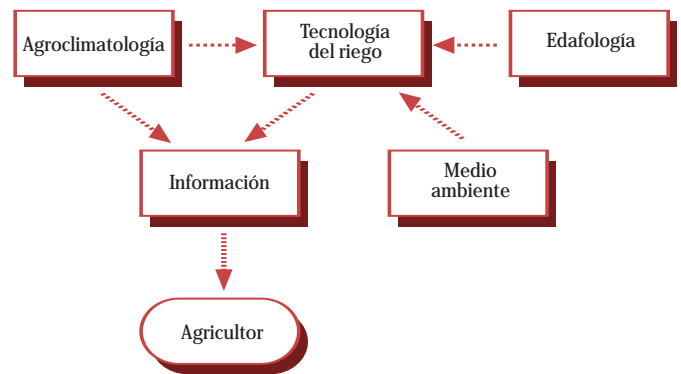 Agroclimatología
Tecnología
del riego
Edafología
Información
Medio
ambiente
Agricultor